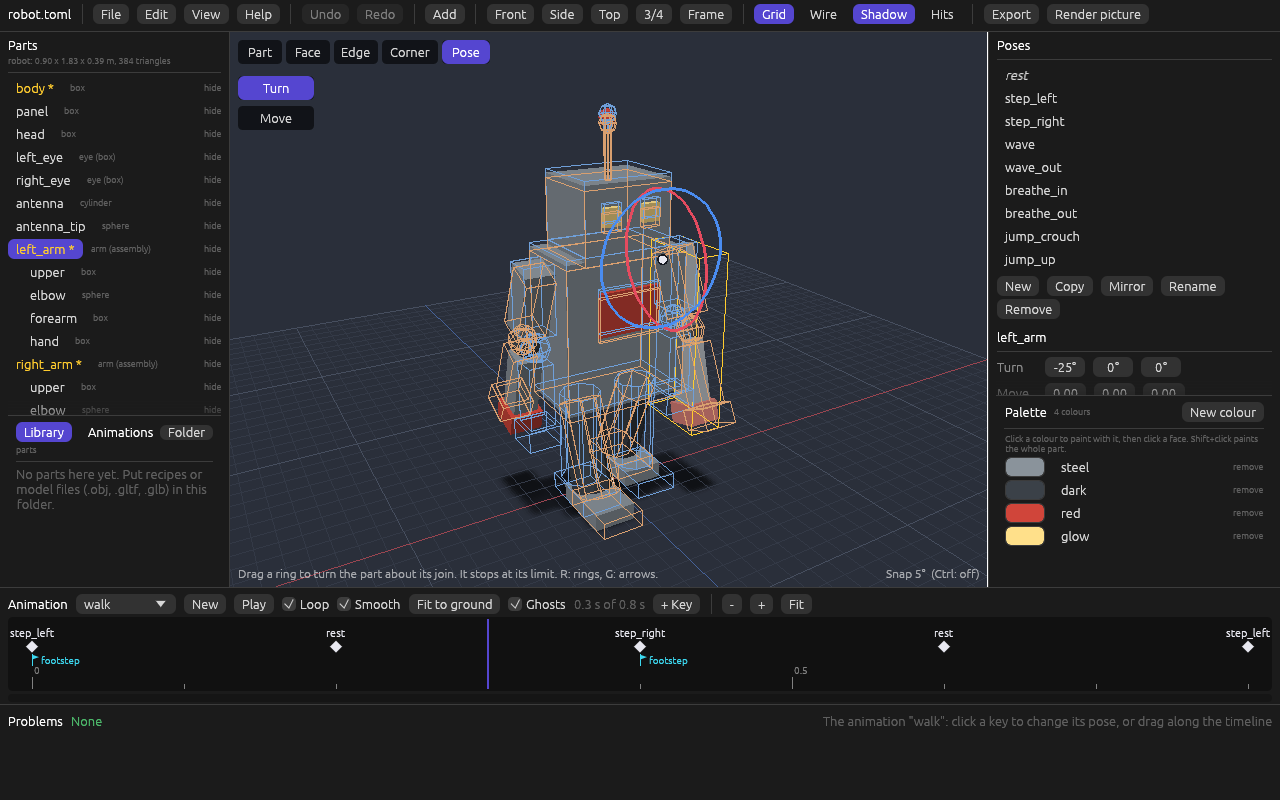 robot.toml File Edit View Help Undo Redo Add Front Side Top 3/4 Frame Grid Wire Shadow Hits Export Render picture
Parts
robot: 0.90 x 1.83 x 0.39 m, 384 triangles
body * box hide
panel box hide
head box hide
left_eye eye (box) hide
right_eye eye (box) hide
antenna cylinder hide
antenna_tip sphere hide
left_arm * arm (assembly) hide
upper box hide
elbow sphere hide
forearm box hide
hand box hide
right_arm * arm (assembly) hide
upper box hide
elbow sphere hide
Library Animations Folder
parts
No parts here yet. Put recipes or
model files (.obj, .gltf, .glb) in this
folder.
Part Face Edge Corner Pose
Turn
Move
Drag a ring to turn the part about its join. It stops at its limit. R: rings, G: arrows.
Snap 5° (Ctrl: off)
Poses
rest
step_left
step_right
wave
wave_out
breathe_in
breathe_out
jump_crouch
jump_up
New Copy Mirror Rename
Remove
left_arm
Turn -25° 0° 0°
Move 0.00 0.00 0.00
Palette 4 colours New colour
Click a colour to paint with it, then click a face. Shift+click paints
the whole part.
steel remove
dark remove
red remove
glow remove
Animation walk New Play Loop Smooth Fit to ground Ghosts 0.3 s of 0.8 s + Key - + Fit
step_left rest step_right rest step_left
footstep footstep
0 0.5
Problems None
The animation "walk": click a key to change its pose, or drag along the timeline